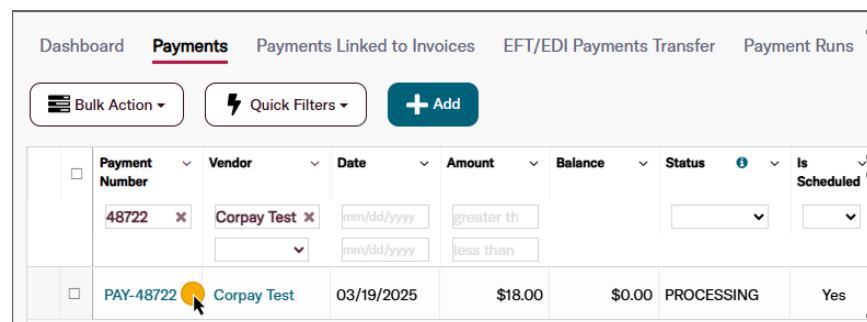 Dashboard Payments Payments Linked to Invoices EFT/EDI Payments Transfer Payment Runs
Bulk Action Quick Filters Add
Payment Number Vendor Date Amount Balance Status Is Scheduled
48722 Corpay Test mm/dd/yyyy greater th
mm/dd/yyyy less than
PAY-48722 Corpay Test 03/19/2025 $18.00 $0.00 PROCESSING Yes